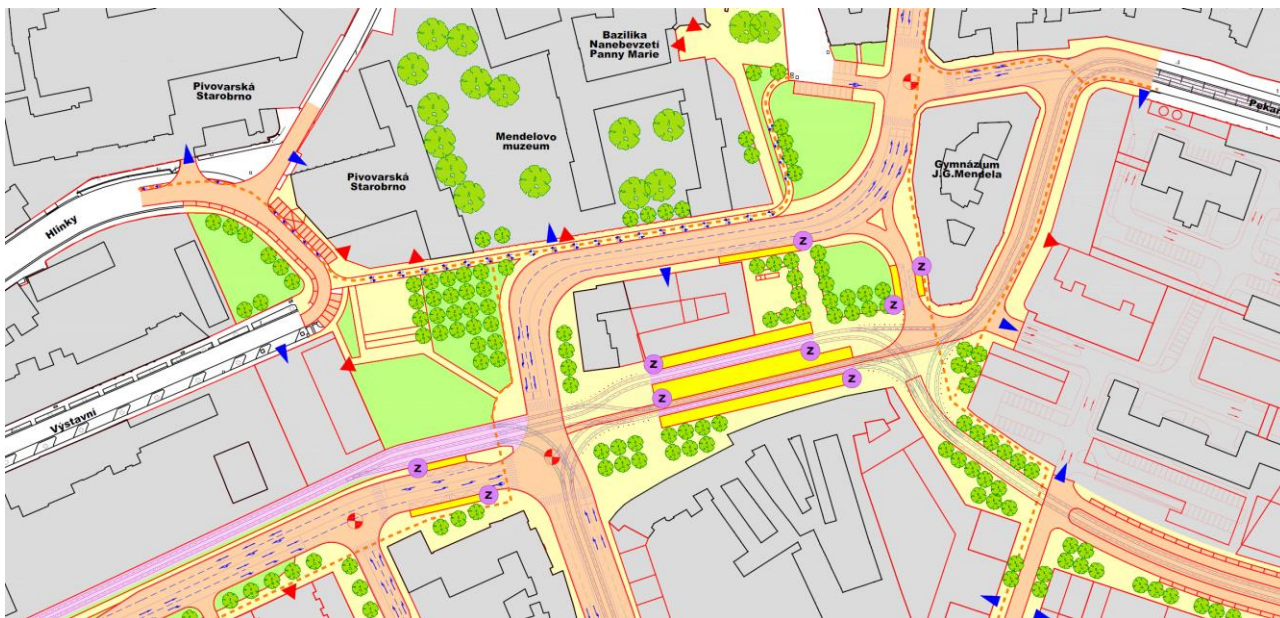 Bazilika
Nanebevzetí
Panny Marie
Pivovarská
Starobrno
Pekař
Mendelovo
muzeum
Gymnázium
J.G.Mendela
Pivovarská
Starobrno
Hlinky
Z
Z
Z
Z
Z
Z
Z
Z
Výstavní
Z
Z